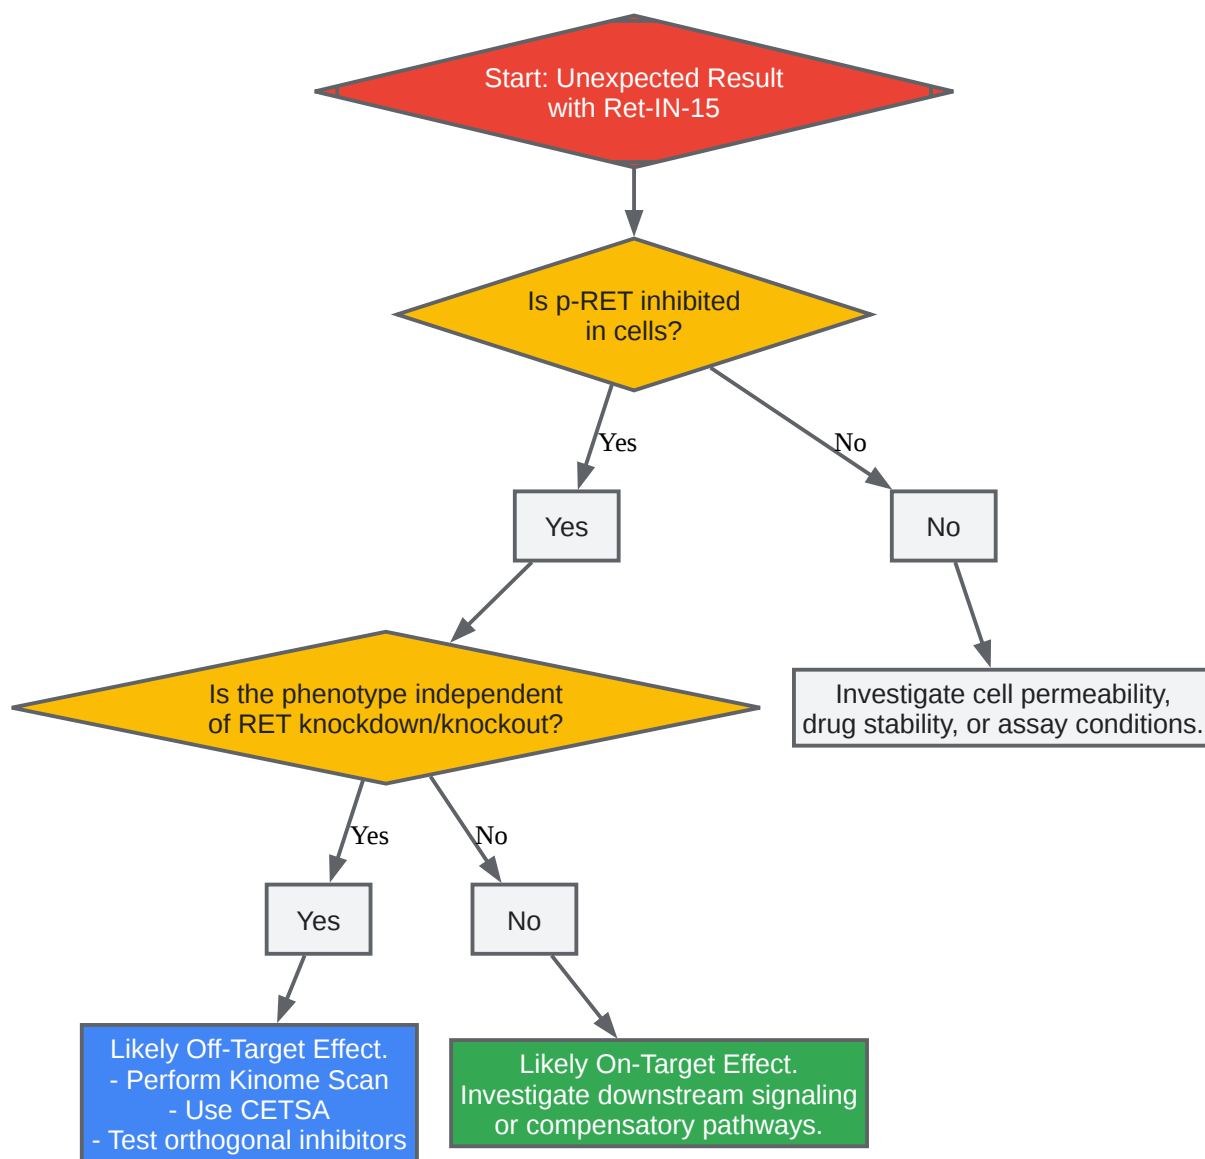 Start: Unexpected Result
with Ret-IN-15
Is p-RET inhibited
in cells?
Yes
No
Yes
No
Is the phenotype independent
of RET knockdown/knockout?
Investigate cell permeability,
drug stability, or assay conditions.
Yes
No
Yes
No
Likely Off-Target Effect.
- Perform Kinome Scan
- Use CETSA
- Test orthogonal inhibitors
Likely On-Target Effect.
Investigate downstream signaling
or compensatory pathways.